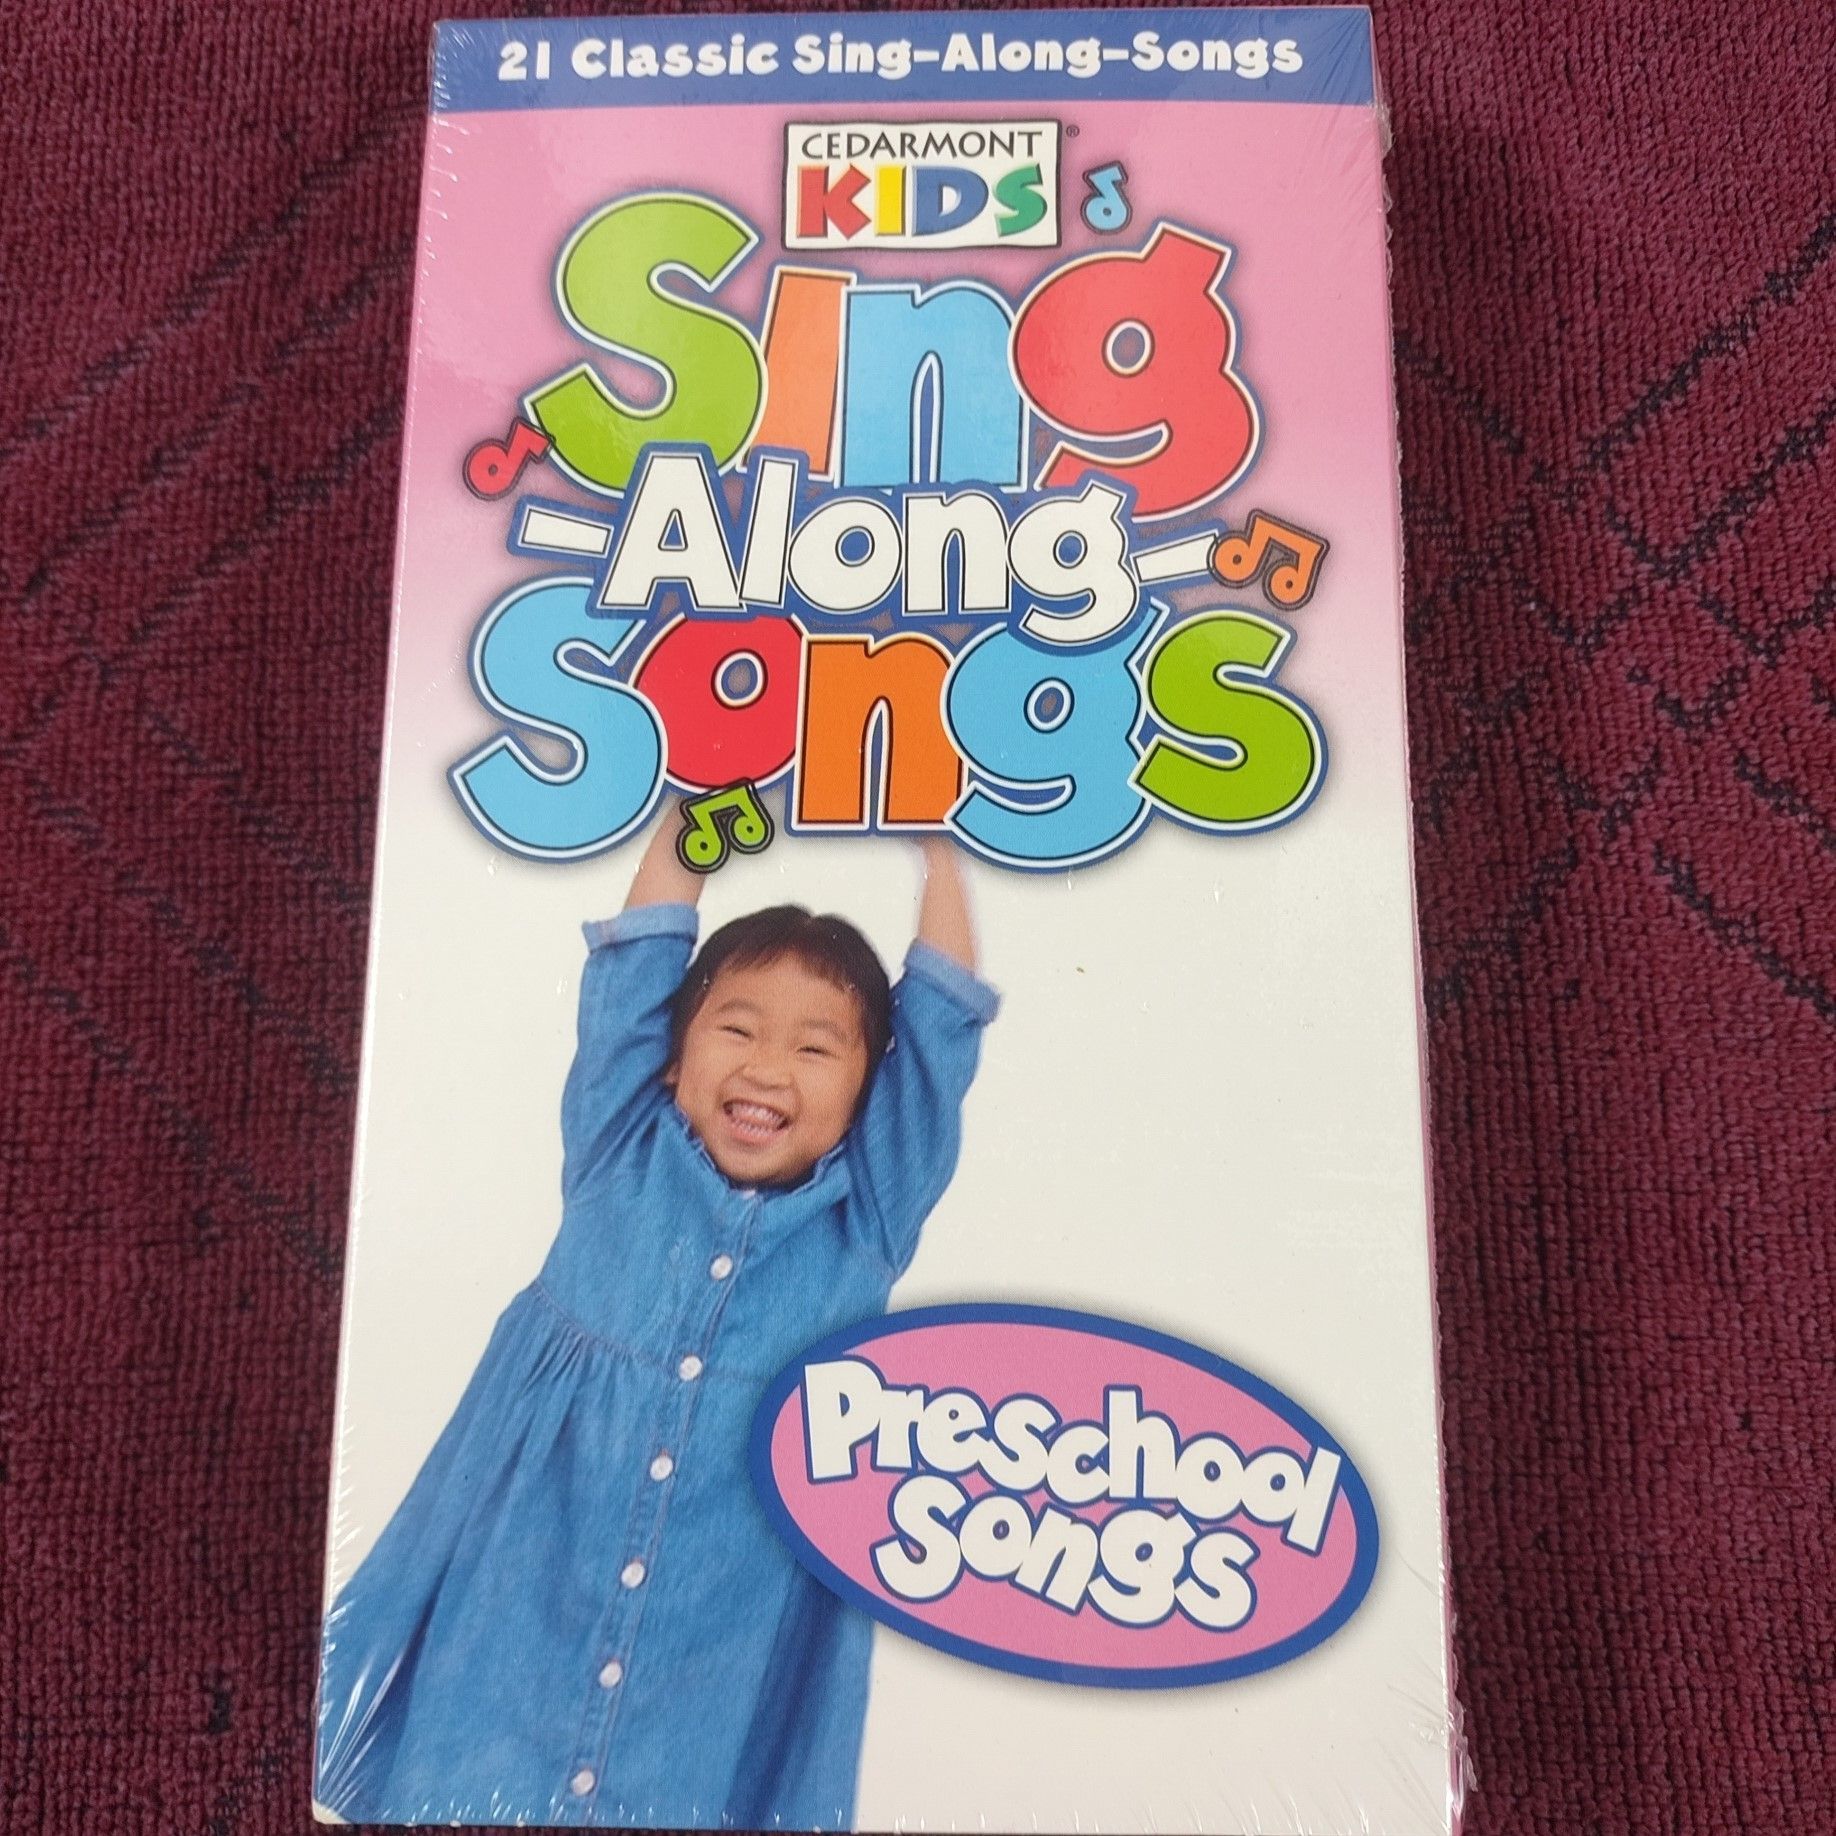 21 Classic Sing-Along-Songs
CEDARMONT®
KIDS
Sing
-Along-
Songs
Preschool
Songs